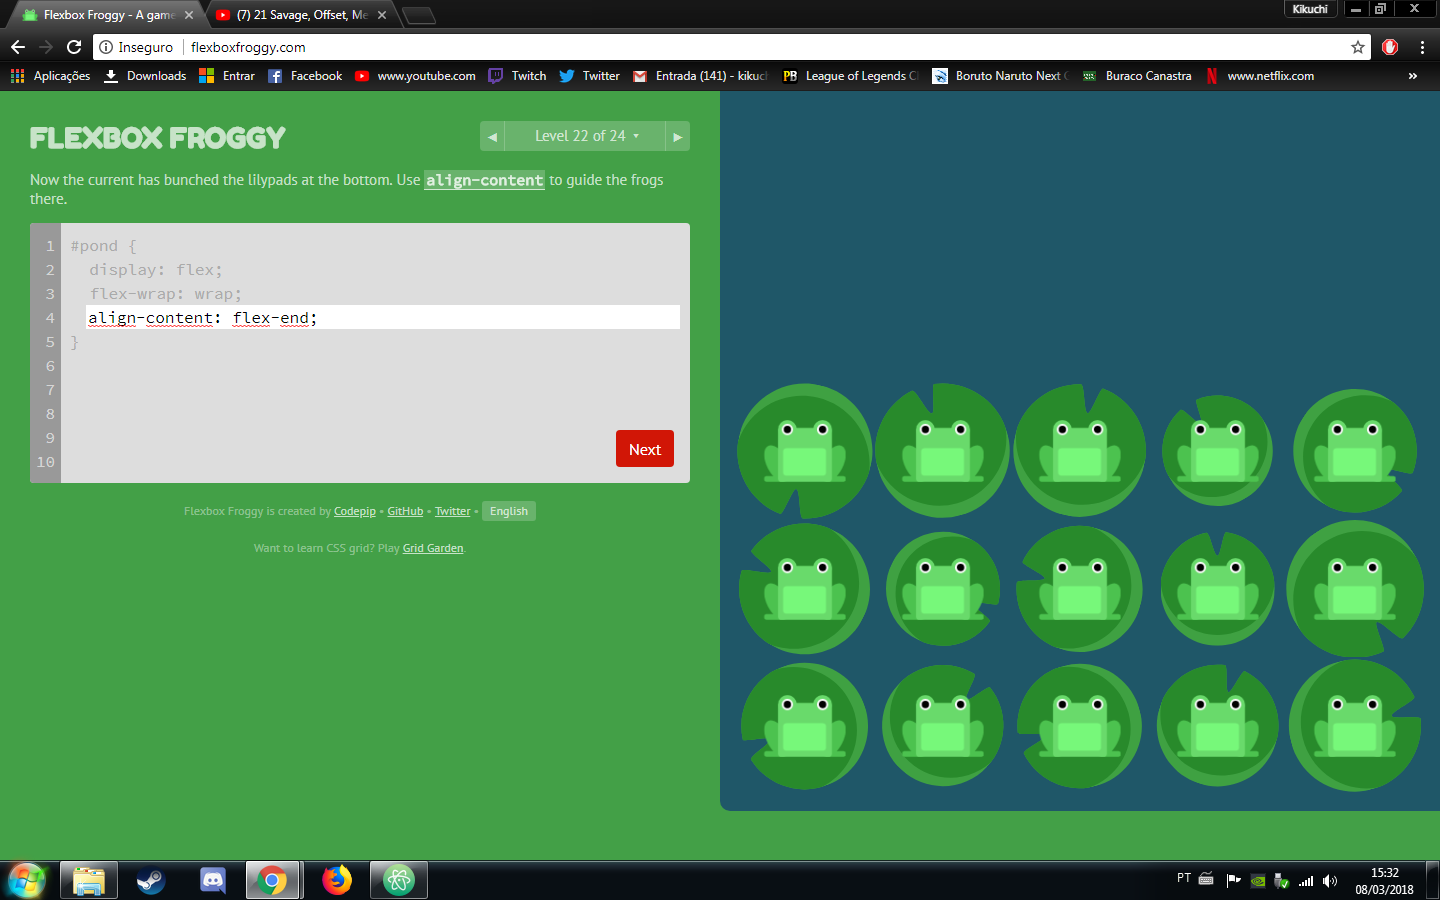 Flexbox Froggy - A game
(7) 21 Savage, Offset, Me
Kikuchi
Inseguro
flexboxfroggy.com
Aplicações
Downloads
Entrar
Facebook
www.youtube.com
Twitch
Twitter
Entrada (141) - kikuch
PB
League of Legends C
Boruto Naruto Next G
Buraco Canastra
N
www.netflix.com
»
FLEXBOX FROGGY
◀ Level 22 of 24 ▾ ▶
Now the current has bunched the lilypads at the bottom. Use align-content to guide the frogs
there.
1 #pond {
2 display: flex;
3 flex-wrap: wrap;
4 align-content: flex-end;
5 }
6
7
8
9
10
Next
Flexbox Froggy is created by Codepip • GitHub • Twitter • English
Want to learn CSS grid? Play Grid Garden.
PT
15:32
08/03/2018